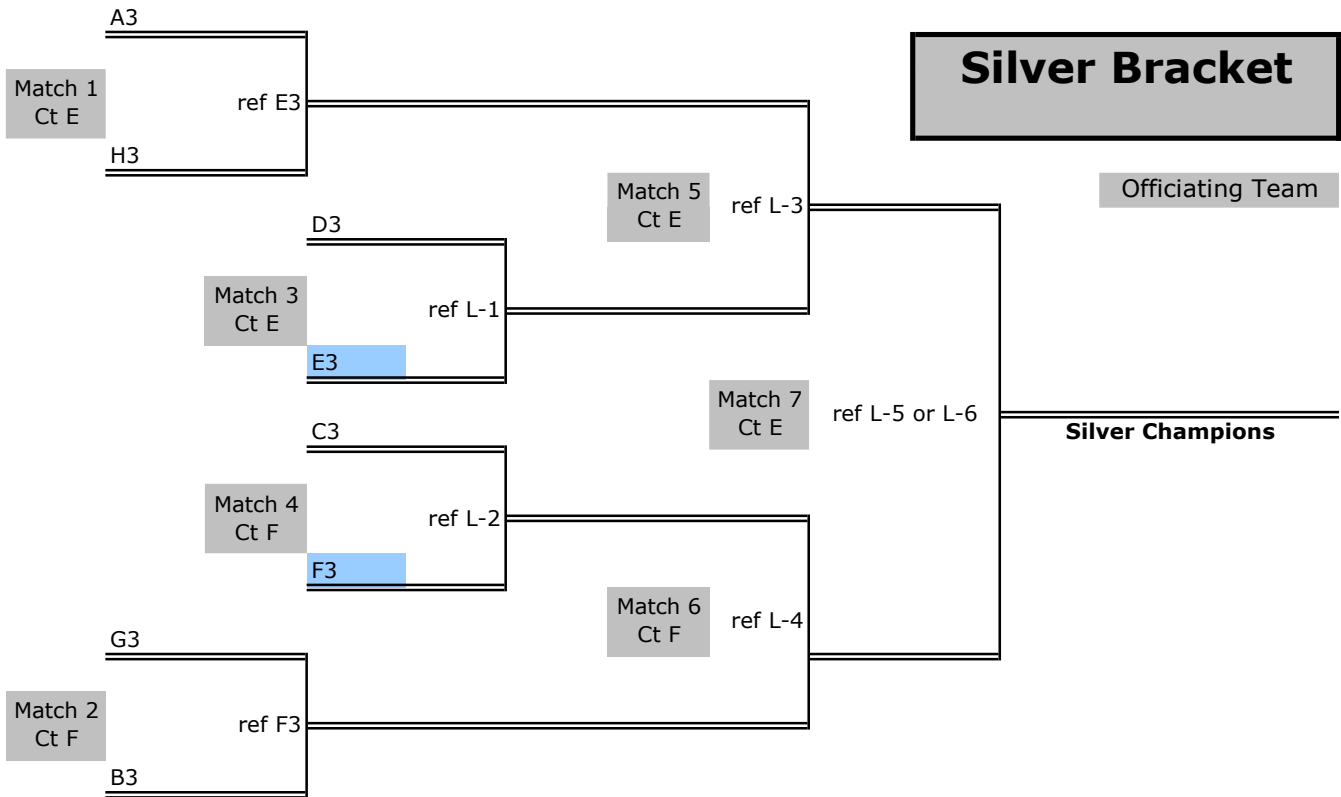 A3
Silver Bracket
Match 1
Ct E
ref E3
H3
Officiating Team
Match 5
Ct E
ref L-3
D3
Match 3
Ct E
ref L-1
E3
Match 7
Ct E
ref L-5 or L-6
Silver Champions
C3
Match 4
Ct F
ref L-2
F3
Match 6
Ct F
ref L-4
G3
Match 2
Ct F
ref F3
B3